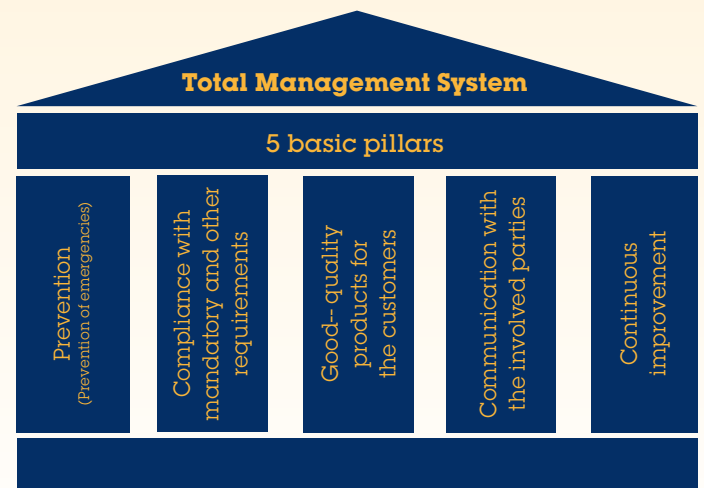 Total Management System
5 basic pillars
Prevention
(Prevention of emergencies)
Compliance with
mandatory and other
requirements
Good-- quality
products for
the customers
Communication with
the involved parties
Continuous
improvement